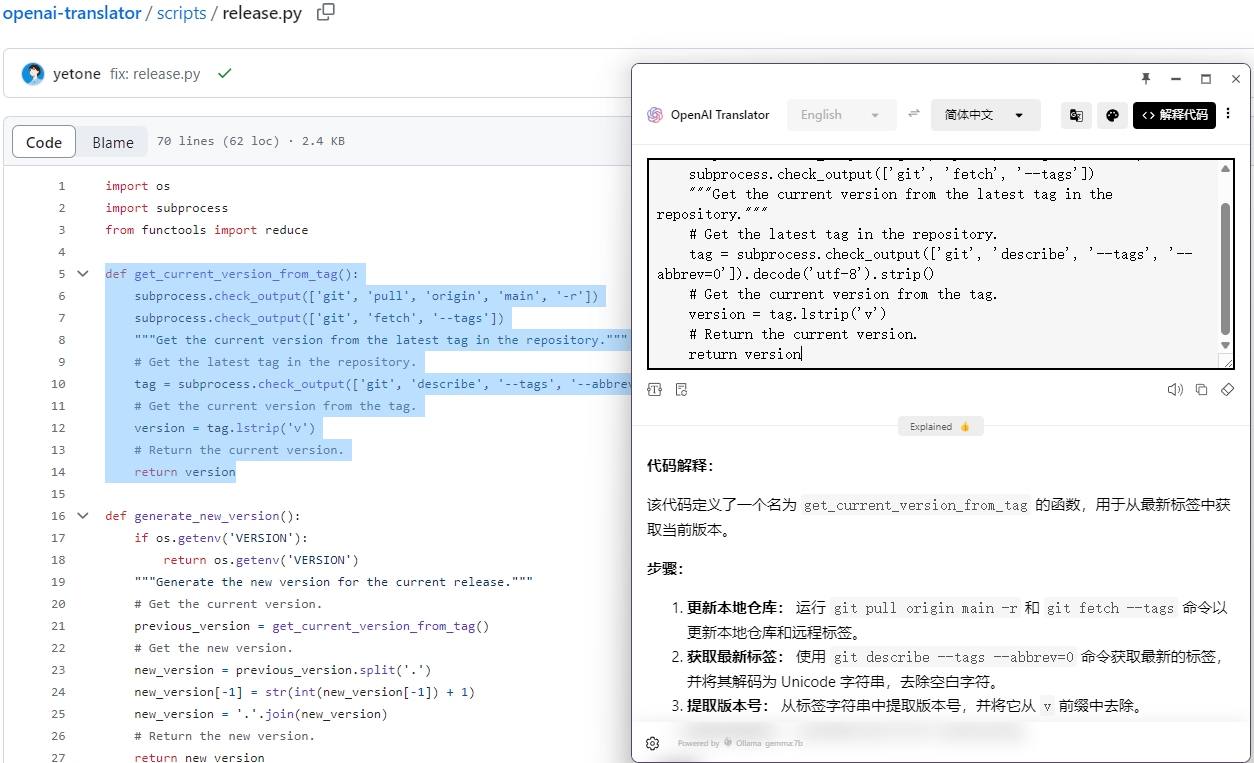 openai-translator / scripts / release.py
yetone fix: release.py
Code Blame 70 lines (62 loc) · 2.4 KB
1 import os
2 import subprocess
3 from functools import reduce
4
5 def get_current_version_from_tag():
6 subprocess.check_output(['git', 'pull', 'origin', 'main', '-r'])
7 subprocess.check_output(['git', 'fetch', '--tags'])
8 """Get the current version from the latest tag in the repository."""
9 # Get the latest tag in the repository.
10 tag = subprocess.check_output(['git', 'describe', '--tags', '--abbrev
11 # Get the current version from the tag.
12 version = tag.lstrip('v')
13 # Return the current version.
14 return version
15
16 def generate_new_version():
17 if os.getenv('VERSION'):
18 return os.getenv('VERSION')
19 """Generate the new version for the current release."""
20 # Get the current version.
21 previous_version = get_current_version_from_tag()
22 # Get the new version.
23 new_version = previous_version.split('.')
24 new_version[-1] = str(int(new_version[-1]) + 1)
25 new_version = '.'.join(new_version)
26 # Return the new version.
27 return new version
OpenAI Translator English 简体中文 <> 解释代码
subprocess.check_output(['git', 'fetch', '--tags'])
"""Get the current version from the latest tag in the
repository."""
# Get the latest tag in the repository.
tag = subprocess.check_output(['git', 'describe', '--tags', '--
abbrev=0']).decode('utf-8').strip()
# Get the current version from the tag.
version = tag.lstrip('v')
# Return the current version.
return version
Explained 👍
代码解释：
该代码定义了一个名为 get_current_version_from_tag 的函数，用于从最新标签中获
取当前版本。
步骤：
1. 更新本地仓库： 运行 git pull origin main -r 和 git fetch --tags 命令以
更新本地仓库和远程标签。
2. 获取最新标签： 使用 git describe --tags --abbrev=0 命令获取最新的标签，
并将其解码为 Unicode 字符串，去除空白字符。
3. 提取版本号： 从标签字符串中提取版本号，并将它从 v 前缀中去除。
Powered by Ollama gemma:7b